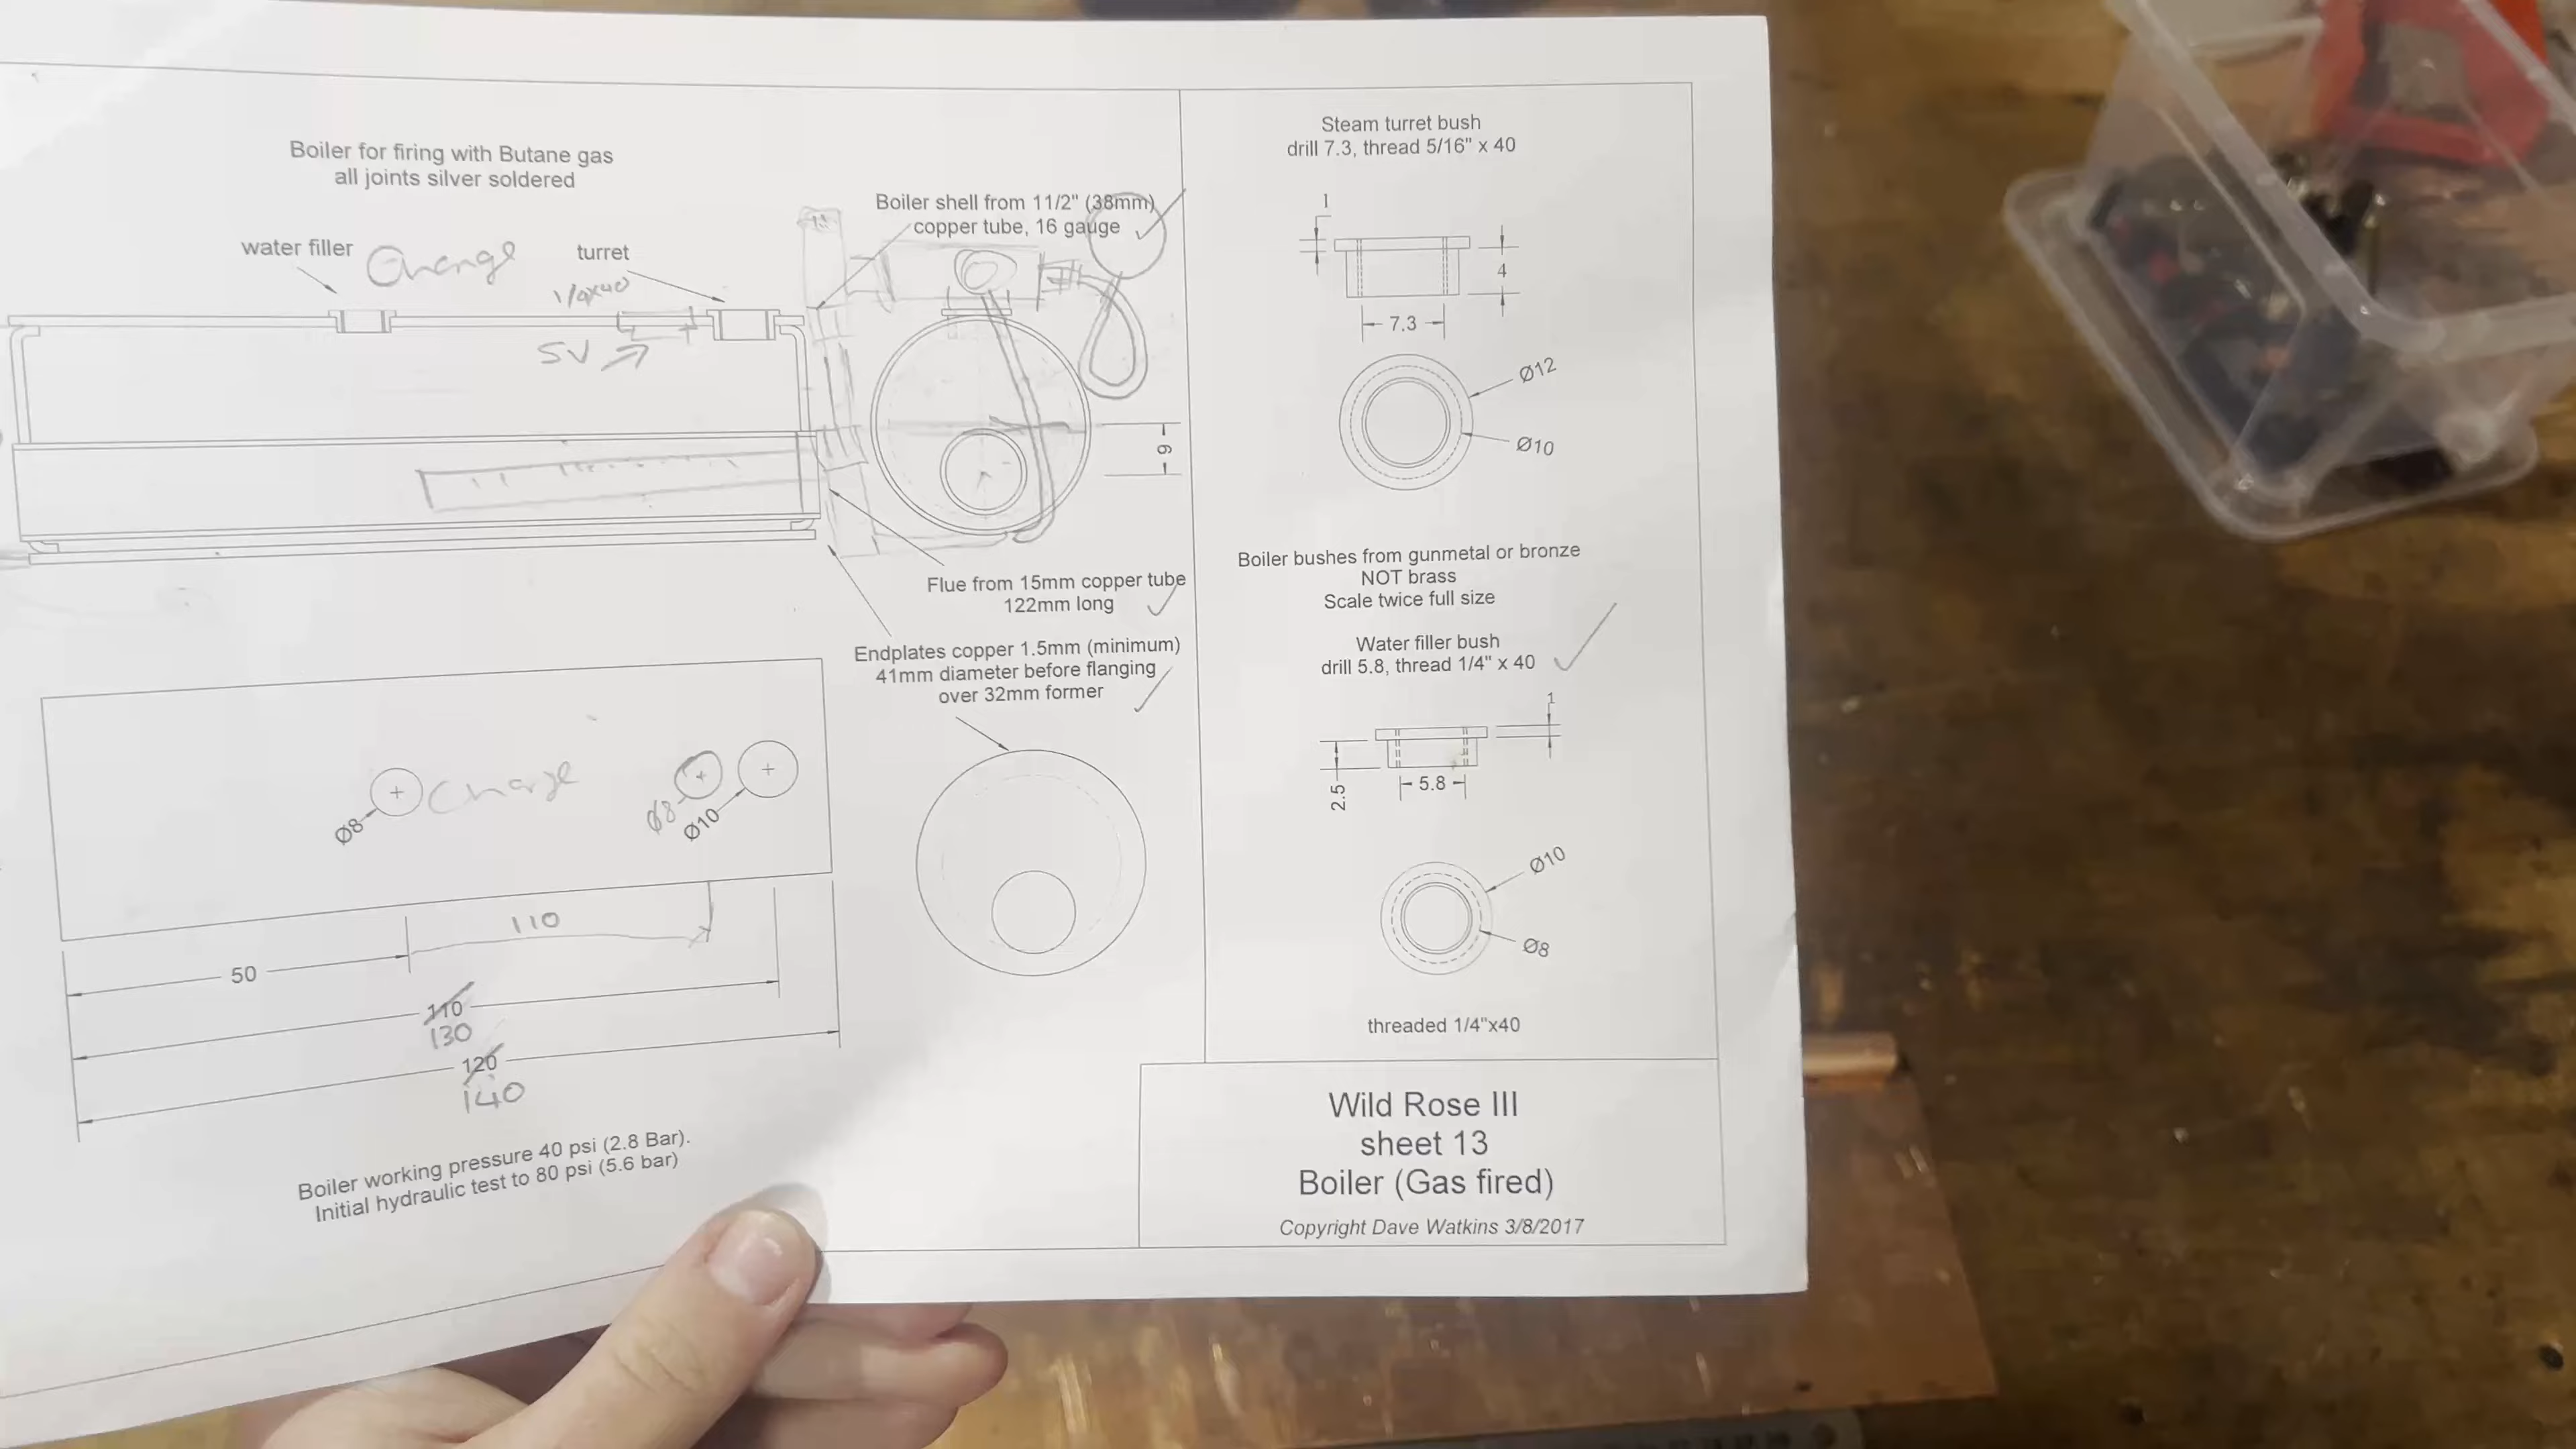 Boiler for firing with Butane gas
all joints silver soldered
water filler
Change
turret
1/4x40
SV
Boiler shell from 11/2" (38mm)
copper tube, 16 gauge
9
Flue from 15mm copper tube
122mm long
Endplates copper 1.5mm (minimum)
41mm diameter before flanging
over 32mm former
Ø8
Change
Ø8
Ø10
50
110
110
130
120
140
Boiler working pressure 40 psi (2.8 Bar).
Initial hydraulic test to 80 psi (5.6 bar)
Steam turret bush
drill 7.3, thread 5/16" x 40
1
4
7.3
Ø12
Ø10
Boiler bushes from gunmetal or bronze
NOT brass
Scale twice full size
Water filler bush
drill 5.8, thread 1/4" x 40
1
2.5
5.8
Ø10
Ø8
threaded 1/4"x40
Wild Rose III
sheet 13
Boiler (Gas fired)
Copyright Dave Watkins 3/8/2017